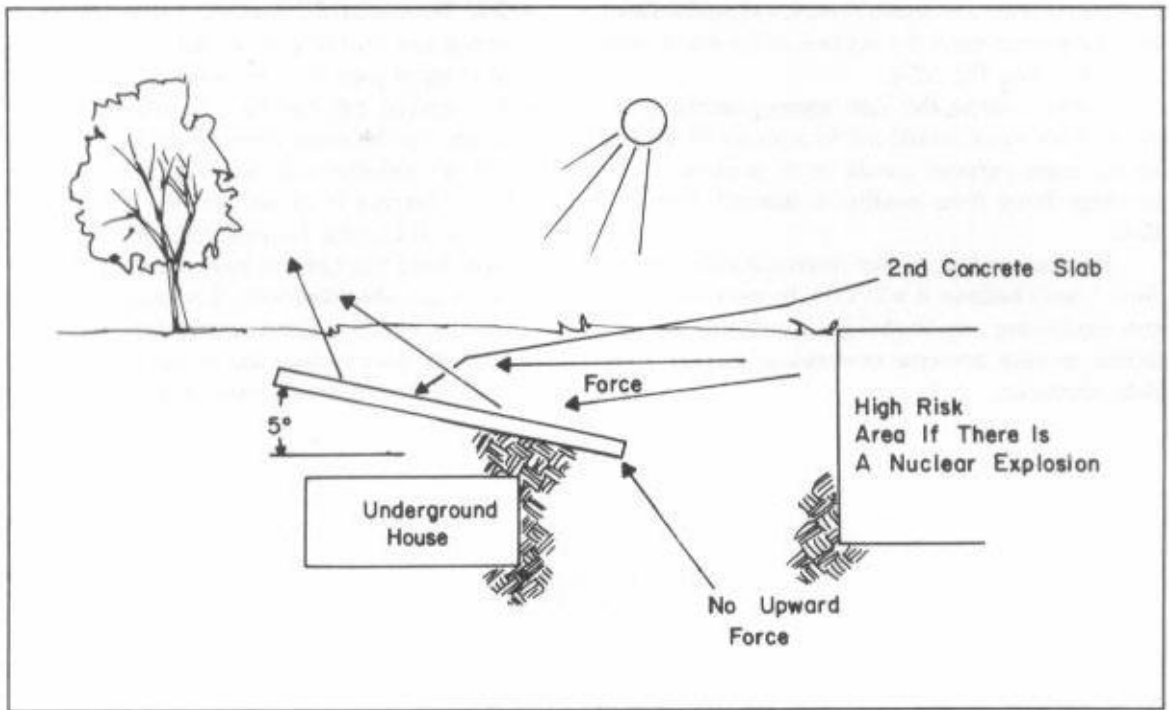 2nd Concrete Slab
Force
5°
High Risk
Area If There Is
A Nuclear Explosion
Underground
House
No Upward
Force